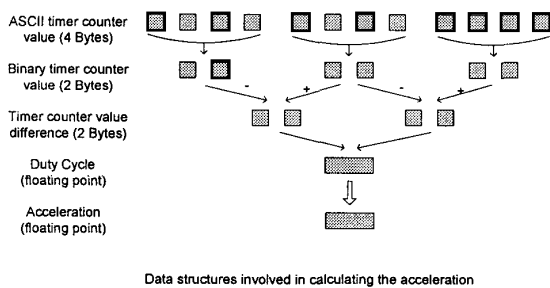 ASCII timer counter
value (4 Bytes)
Binary timer counter
value (2 Bytes)
- + - +
Timer counter value
difference (2 Bytes)
Duty Cycle
(floating point)
Acceleration
(floating point)
Data structures involved in calculating the acceleration